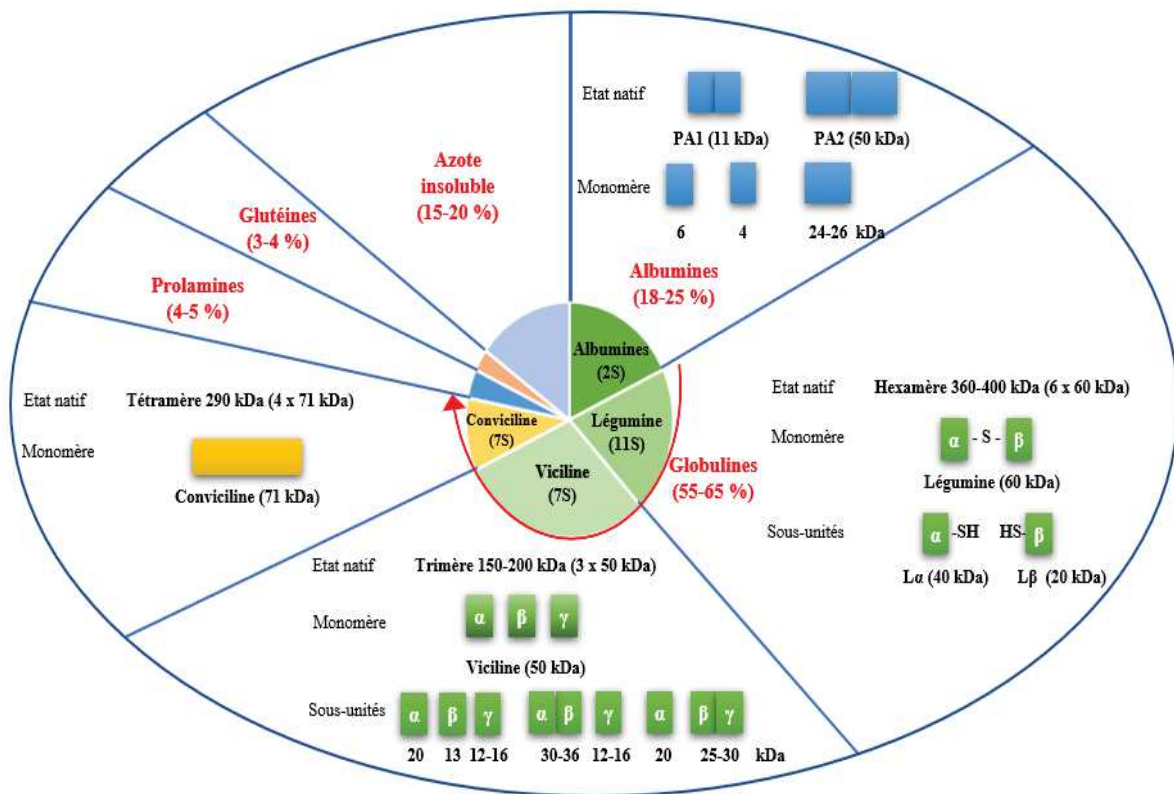 Etat natif
PA1 (11 kDa) PA2 (50 kDa)
Monomère
6 4 24-26 kDa
Albumines
(18-25 %)
Azote
insoluble
(15-20 %)
Glutéines
(3-4 %)
Prolamines
(4-5 %)
Albumines
(2S)
Légumine
(11S)
Viciline
(7S)
Conviciline
(7S)
Globulines
(55-65 %)
Etat natif Hexamère 360-400 kDa (6 x 60 kDa)
Monomère α - S - β
Légumine (60 kDa)
Sous-unités α -SH HS- β
Lα (40 kDa) Lβ (20 kDa)
Etat natif Tétramère 290 kDa (4 x 71 kDa)
Monomère
Conviciline (71 kDa)
Etat natif Trimère 150-200 kDa (3 x 50 kDa)
Monomère α β γ
Viciline (50 kDa)
Sous-unités α β γ α β γ α β γ
20 13 12-16 30-36 12-16 20 25-30 kDa